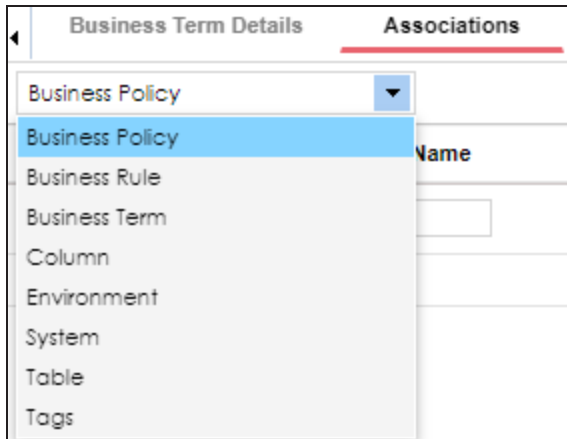 Business Term Details Associations
Business Policy
Business Policy
Name
Business Rule
Business Term
Column
Environment
System
Table
Tags